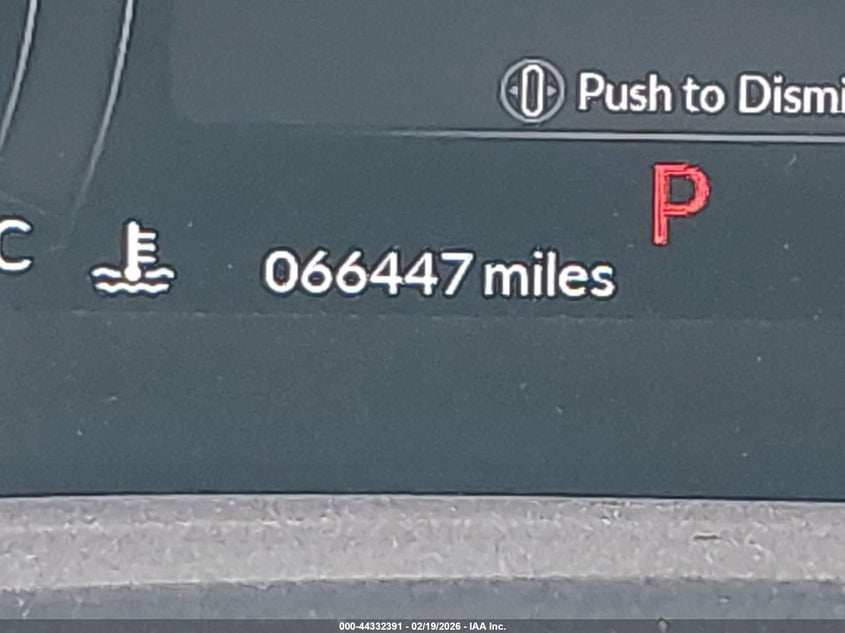 Push to Dismi
P
C
066447 miles
000-44332391 - 02/19/2026 - IAA Inc.